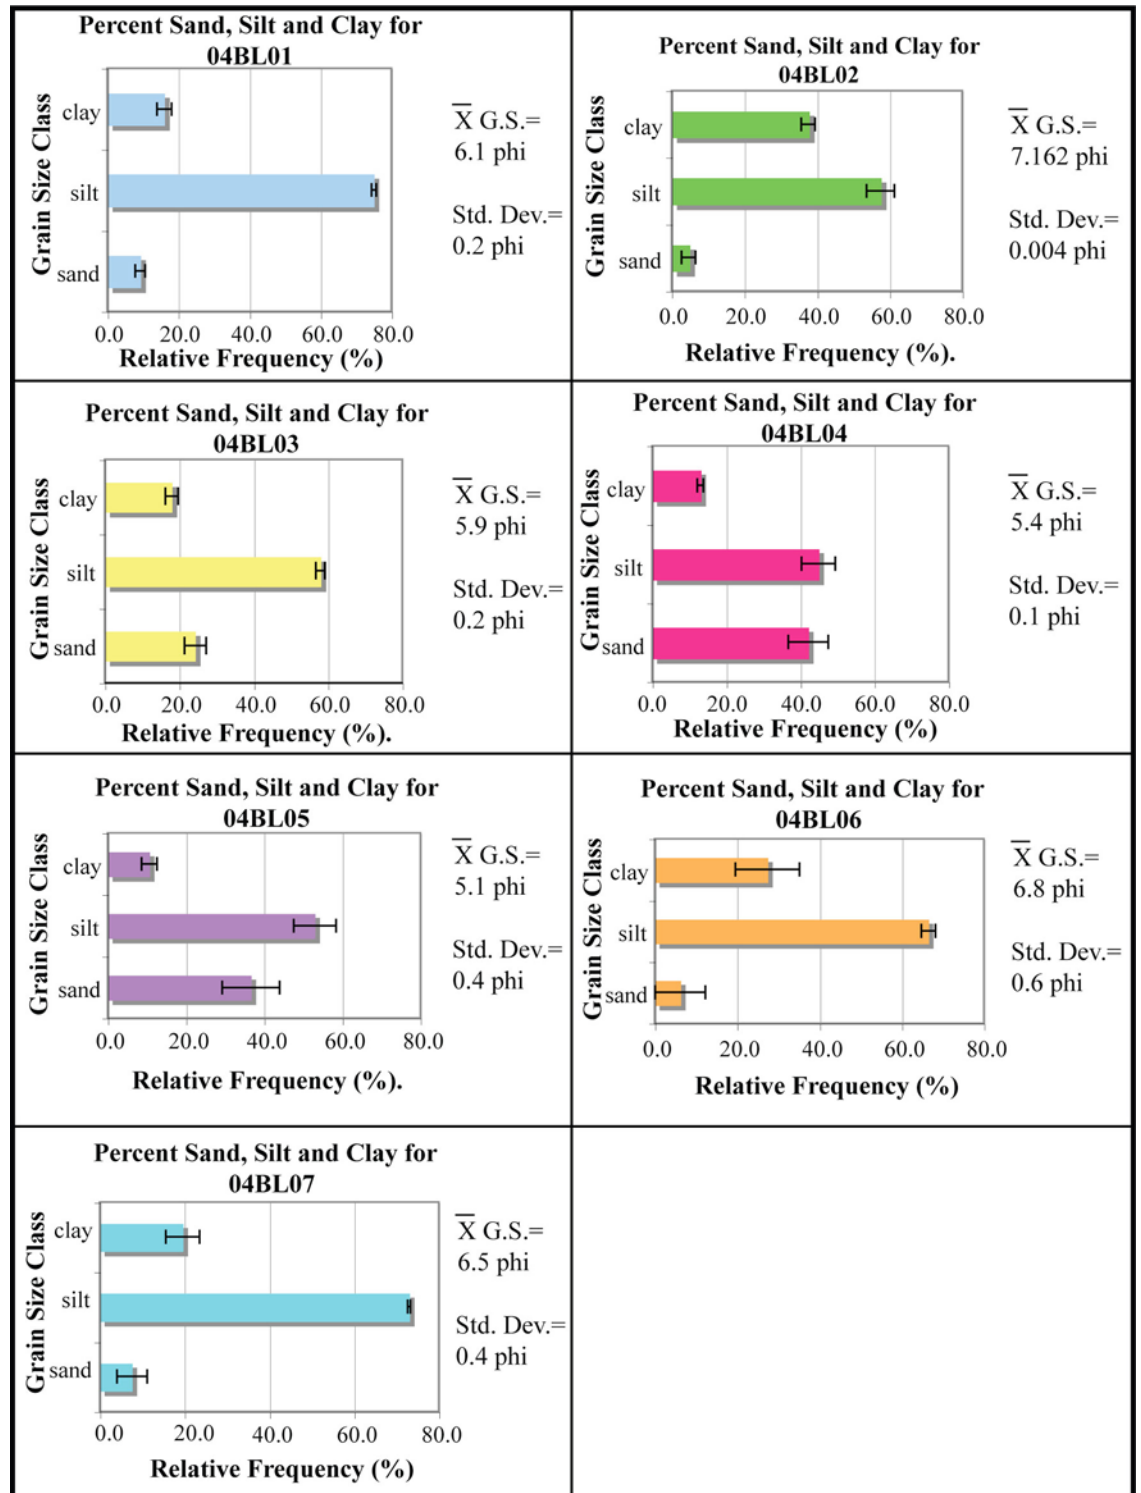 Percent Sand, Silt and Clay for
04BL01
Grain Size Class
clay
silt
sand
0.0 20.0 40.0 60.0 80.0
Relative Frequency (%)
X G.S.=
6.1 phi
Std. Dev.=
0.2 phi
Percent Sand, Silt and Clay for
04BL02
Grain Size Class
clay
silt
sand
0.0 20.0 40.0 60.0 80.0
Relative Frequency (%).
X G.S.=
7.162 phi
Std. Dev.=
0.004 phi
Percent Sand, Silt and Clay for
04BL03
Grain Size Class
clay
silt
sand
0.0 20.0 40.0 60.0 80.0
Relative Frequency (%).
X G.S.=
5.9 phi
Std. Dev.=
0.2 phi
Percent Sand, Silt and Clay for
04BL04
Grain Size Class
clay
silt
sand
0.0 20.0 40.0 60.0 80.0
Relative Frequency (%)
X G.S.=
5.4 phi
Std. Dev.=
0.1 phi
Percent Sand, Silt and Clay for
04BL05
Grain Size Class
clay
silt
sand
0.0 20.0 40.0 60.0 80.0
Relative Frequency (%).
X G.S.=
5.1 phi
Std. Dev.=
0.4 phi
Percent Sand, Silt and Clay for
04BL06
Grain Size Class
clay
silt
sand
0.0 20.0 40.0 60.0 80.0
Relative Frequency (%)
X G.S.=
6.8 phi
Std. Dev.=
0.6 phi
Percent Sand, Silt and Clay for
04BL07
Grain Size Class
clay
silt
sand
0.0 20.0 40.0 60.0 80.0
Relative Frequency (%)
X G.S.=
6.5 phi
Std. Dev.=
0.4 phi